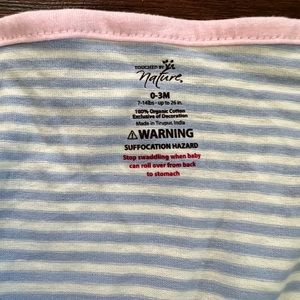 TOUCHED BY
nature.
0-3M
7-14lbs - up to 26 in.
100% Organic Cotton
Exclusive of Decoration
Made in Tirupur, India
⚠WARNING
SUFFOCATION HAZARD
Stop swaddling when baby
can roll over from back
to stomach